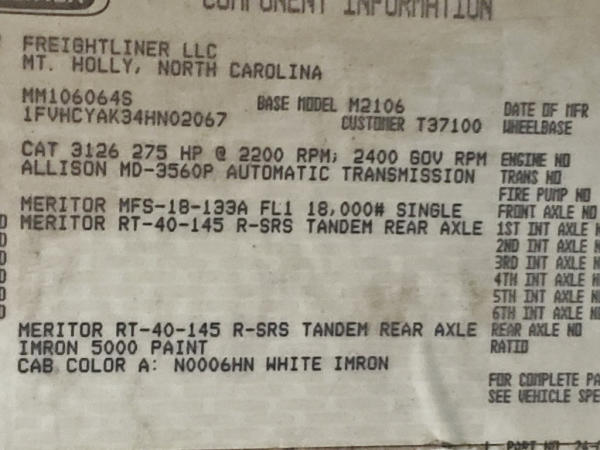 COMPONENT INFORMATION
FREIGHTLINER LLC
MT. HOLLY, NORTH CAROLINA
MM106064S BASE MODEL M2106 DATE OF MFR
1FVHCYAK34HN02067 CUSTOMER T37100 WHEELBASE
CAT 3126 275 HP @ 2200 RPM; 2400 GOV RPM ENGINE NO
ALLISON MD-3560P AUTOMATIC TRANSMISSION TRANS NO
FIRE PUMP NO
MERITOR MFS-18-133A FL1 18,000# SINGLE FRONT AXLE NO
D MERITOR RT-40-145 R-SRS TANDEM REAR AXLE 1ST INT AXLE N
D 2ND INT AXLE N
D 3RD INT AXLE N
D 4TH INT AXLE N
D 5TH INT AXLE N
D 6TH INT AXLE N
MERITOR RT-40-145 R-SRS TANDEM REAR AXLE REAR AXLE NO
IMRON 5000 PAINT RATIO
CAB COLOR A: N0006HN WHITE IMRON
FOR COMPLETE PA
SEE VEHICLE SPE
PART NO 24-